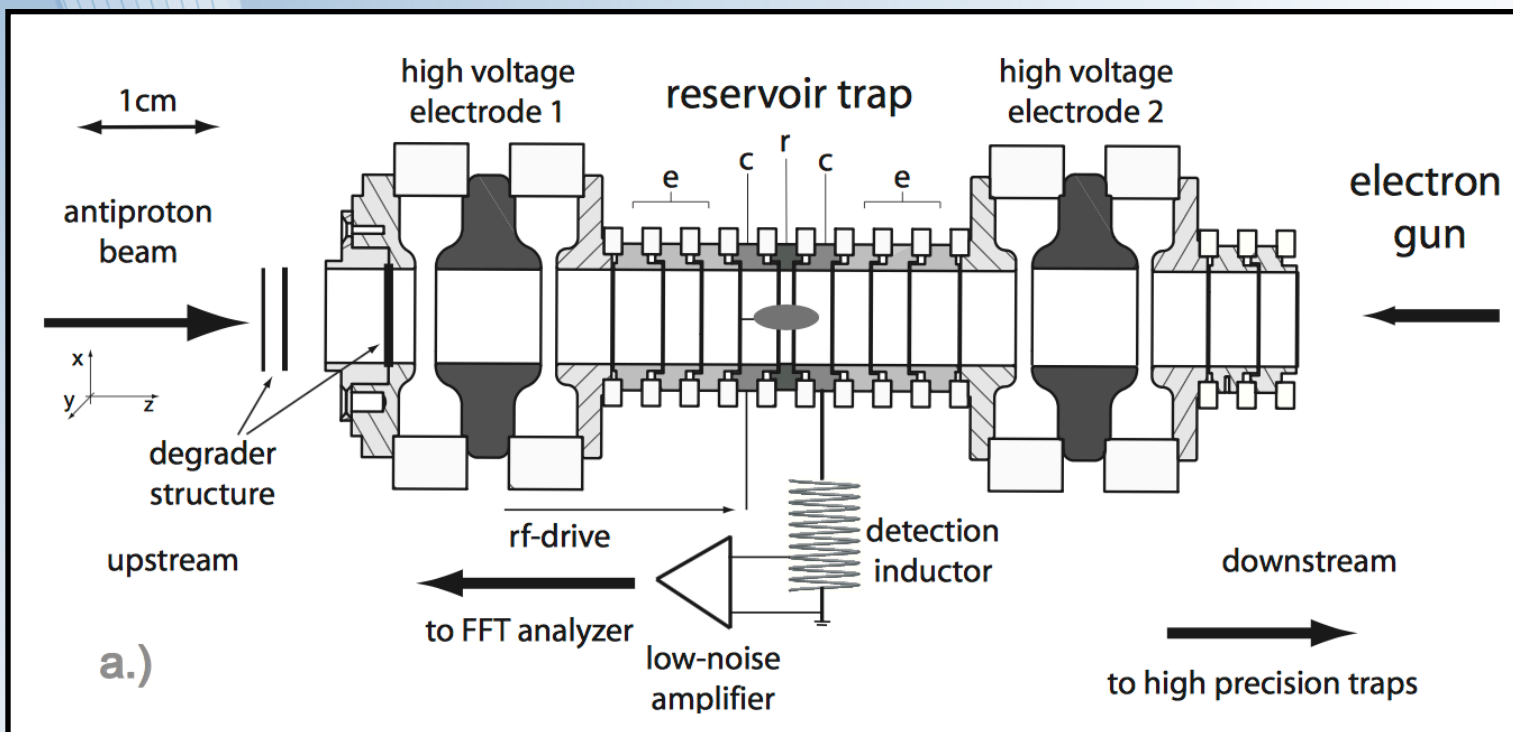 1cm
high voltage
electrode 1
reservoir trap
high voltage
electrode 2
e
c
r
c
e
antiproton
beam
electron
gun
x
y
z
degrader
structure
upstream
rf-drive
to FFT analyzer
low-noise
amplifier
detection
inductor
downstream
to high precision traps
a.)